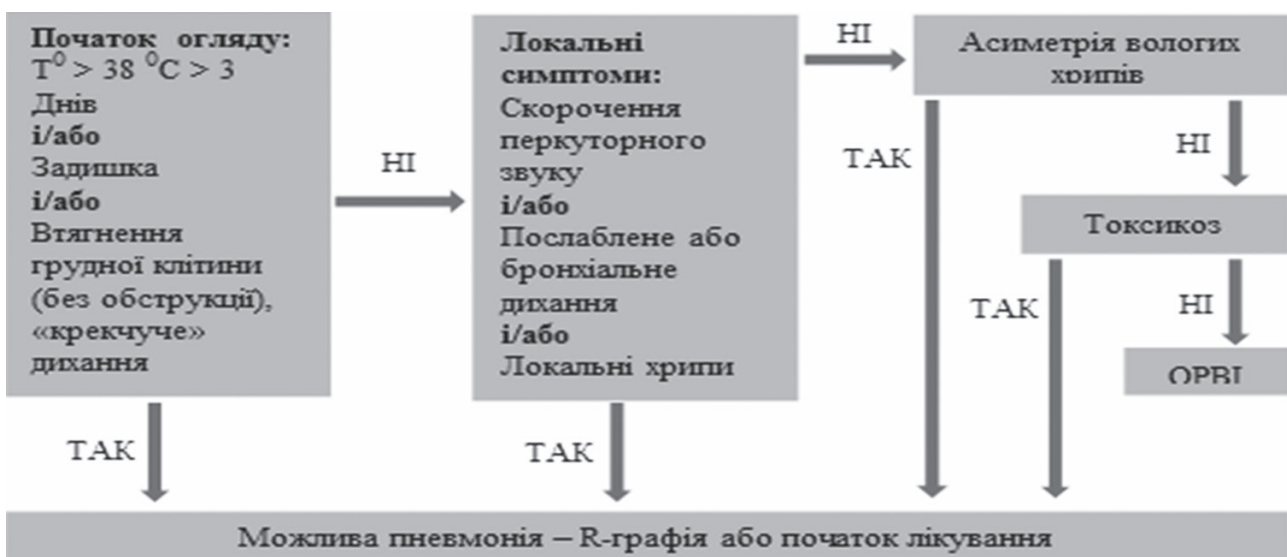 Початок огляду:
T⁰ > 38 ⁰C > 3
Днів
і/або
Задишка
і/або
Втягнення
грудної клітини
(без обструкції),
«крекчуче»
дихання
НІ
ТАК
Локальні
симптоми:
Скорочення
перкуторного
звуку
і/або
Послаблене або
бронхіальне
дихання
і/або
Локальні хрипи
НІ
ТАК
Асиметрія вологих
хрипів
ТАК
НІ
Токсикоз
ТАК
НІ
ОРВІ
Можлива пневмонія – R-графія або початок лікування